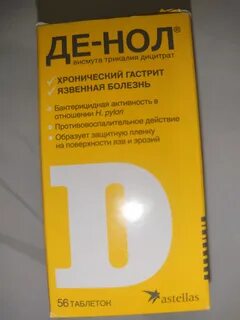 ДЕ-НОЛ®
висмута трикалия дицитрат
ХРОНИЧЕСКИЙ ГАСТРИТ
ЯЗВЕННАЯ БОЛЕЗНЬ
Бактерицидная активность в
отношении H. pylori
Противовоспалительное действие
Образует защитную пленку
на поверхности язв и эрозий
D
56 ТАБЛЕТОК
astellas